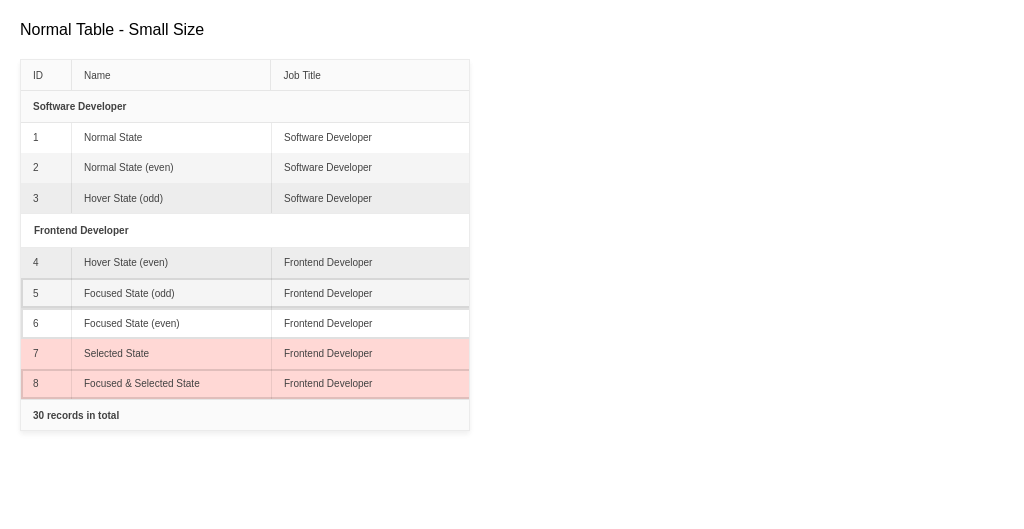 Normal Table - Small Size
ID Name Job Title
Software Developer
1 Normal State Software Developer
2 Normal State (even) Software Developer
3 Hover State (odd) Software Developer
Frontend Developer
4 Hover State (even) Frontend Developer
5 Focused State (odd) Frontend Developer
6 Focused State (even) Frontend Developer
7 Selected State Frontend Developer
8 Focused & Selected State Frontend Developer
30 records in total